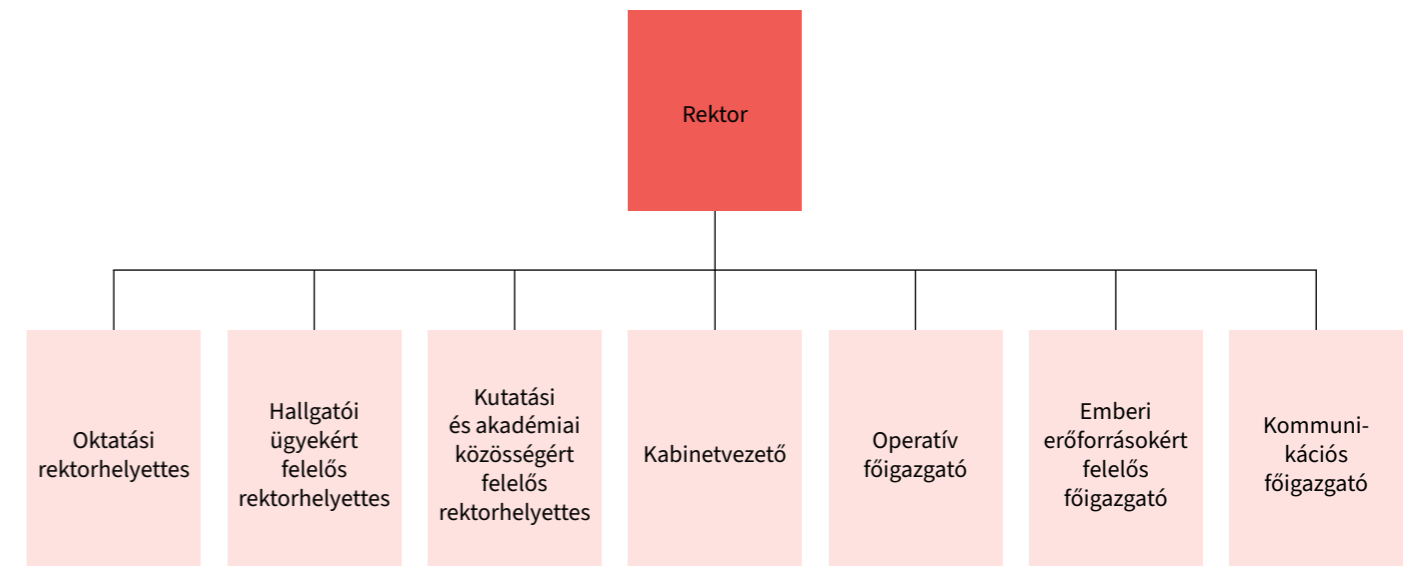 Rektor
Oktatási
rektorhelyettes
Hallgatói
ügyekért
felelős
rektorhelyettes
Kutatási
és akadémiai
közösségért
felelős
rektorhelyettes
Kabinetvezető
Operatív
főigazgató
Emberi
erőforrásokért
felelős
főigazgató
Kommuni-
kációs
főigazgató